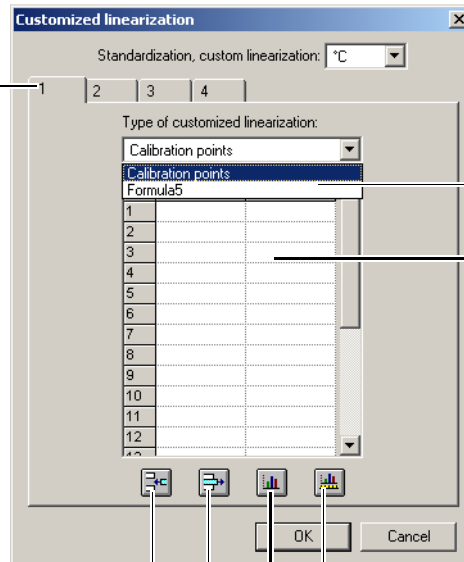 Customized linearization
Standardization, custom linearization: °C
1 2 3 4
Type of customized linearization:
Calibration points
Calibration points
Formula5
1
2
3
4
5
6
7
8
9
10
11
12
OK Cancel